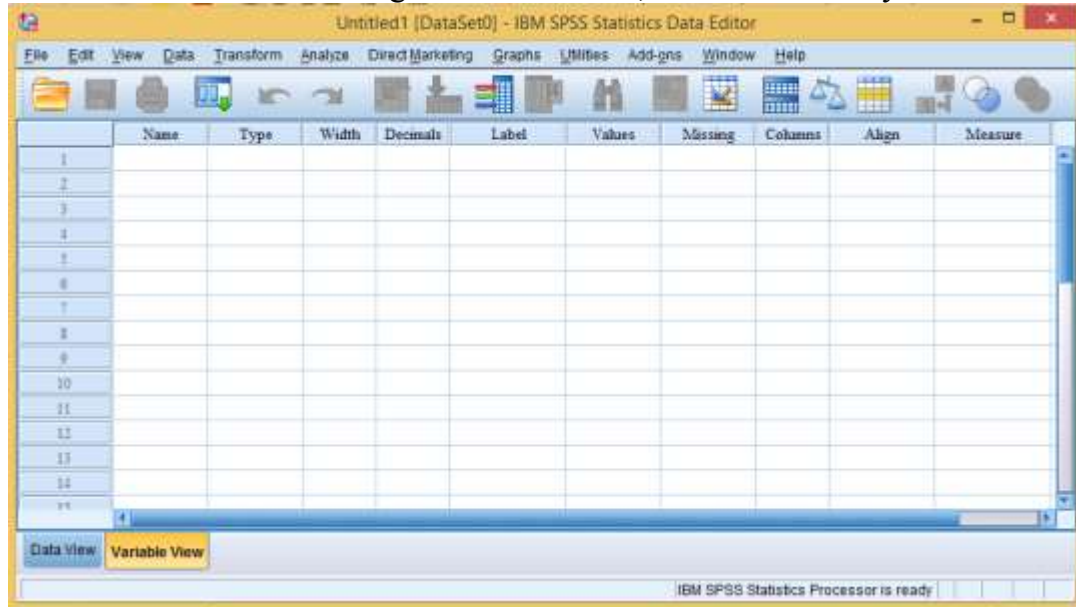 Untitled1 [DataSet0] - IBM SPSS Statistics Data Editor
File Edit View Data Transform Analyze Direct Marketing Graphs Utilities Add-ons Window Help
Name Type Width Decimals Label Values Missing Columns Align Measure
1
2
3
4
5
6
7
8
9
10
11
12
13
14
Data View Variable View
IBM SPSS Statistics Processor is ready